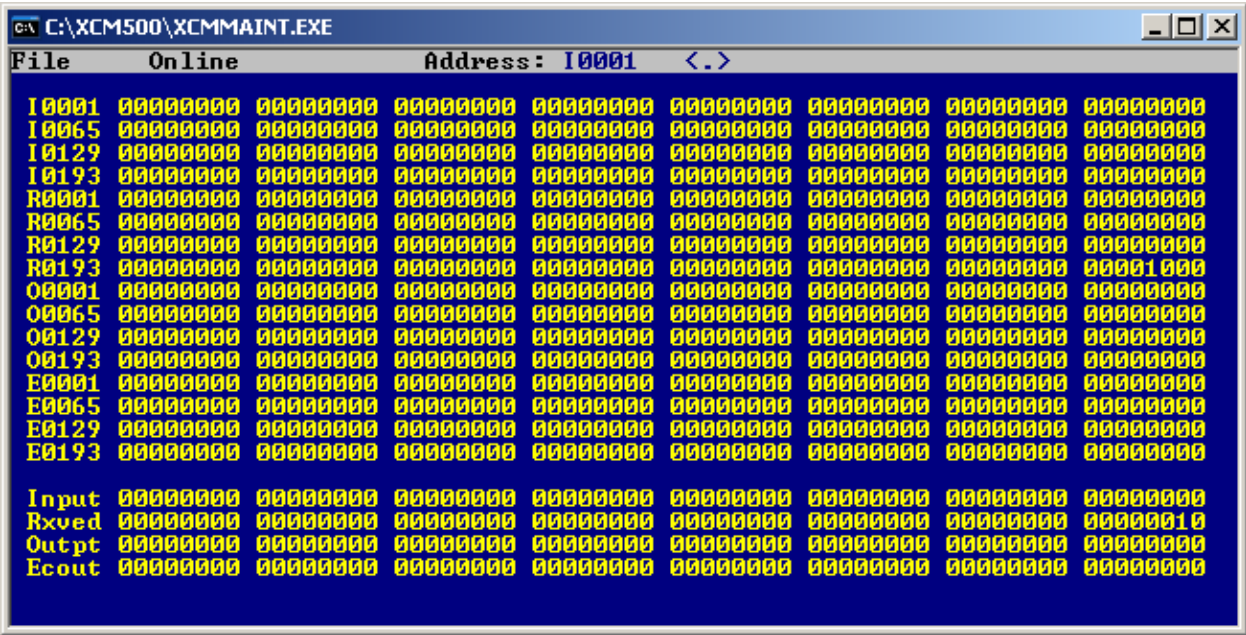 C:\XCM500\XCMMAINT.EXE
File Online Address: I0001 <.>
I0001 00000000 00000000 00000000 00000000 00000000 00000000 00000000 00000000
I0065 00000000 00000000 00000000 00000000 00000000 00000000 00000000 00000000
I0129 00000000 00000000 00000000 00000000 00000000 00000000 00000000 00000000
I0193 00000000 00000000 00000000 00000000 00000000 00000000 00000000 00000000
R0001 00000000 00000000 00000000 00000000 00000000 00000000 00000000 00000000
R0065 00000000 00000000 00000000 00000000 00000000 00000000 00000000 00000000
R0129 00000000 00000000 00000000 00000000 00000000 00000000 00000000 00000000
R0193 00000000 00000000 00000000 00000000 00000000 00000000 00000000 00001000
O0001 00000000 00000000 00000000 00000000 00000000 00000000 00000000 00000000
O0065 00000000 00000000 00000000 00000000 00000000 00000000 00000000 00000000
O0129 00000000 00000000 00000000 00000000 00000000 00000000 00000000 00000000
O0193 00000000 00000000 00000000 00000000 00000000 00000000 00000000 00000000
E0001 00000000 00000000 00000000 00000000 00000000 00000000 00000000 00000000
E0065 00000000 00000000 00000000 00000000 00000000 00000000 00000000 00000000
E0129 00000000 00000000 00000000 00000000 00000000 00000000 00000000 00000000
E0193 00000000 00000000 00000000 00000000 00000000 00000000 00000000 00000000
Input 00000000 00000000 00000000 00000000 00000000 00000000 00000000 00000000
Rxved 00000000 00000000 00000000 00000000 00000000 00000000 00000000 00000010
Outpt 00000000 00000000 00000000 00000000 00000000 00000000 00000000 00000000
Ecout 00000000 00000000 00000000 00000000 00000000 00000000 00000000 00000000